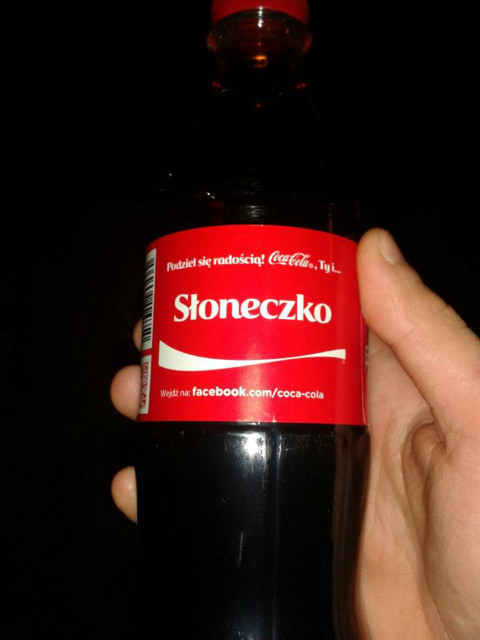 Podziel się radością! Coca-Cola®, Ty i...
Słoneczko
Wejdź na: facebook.com/coca-cola